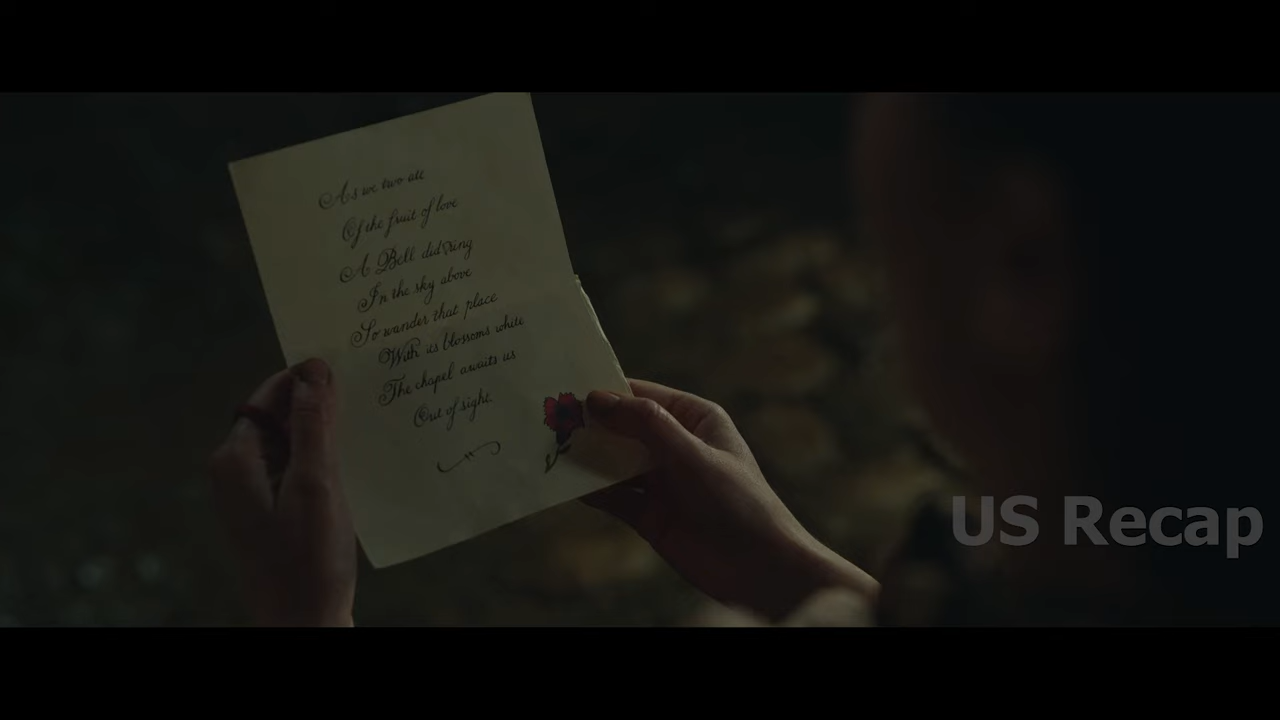 As we two ate
Of the fruit of love
A Bell did ring
In the sky above
So wander that place
With its blossoms white
The chapel awaits us
Out of sight.
US Recap